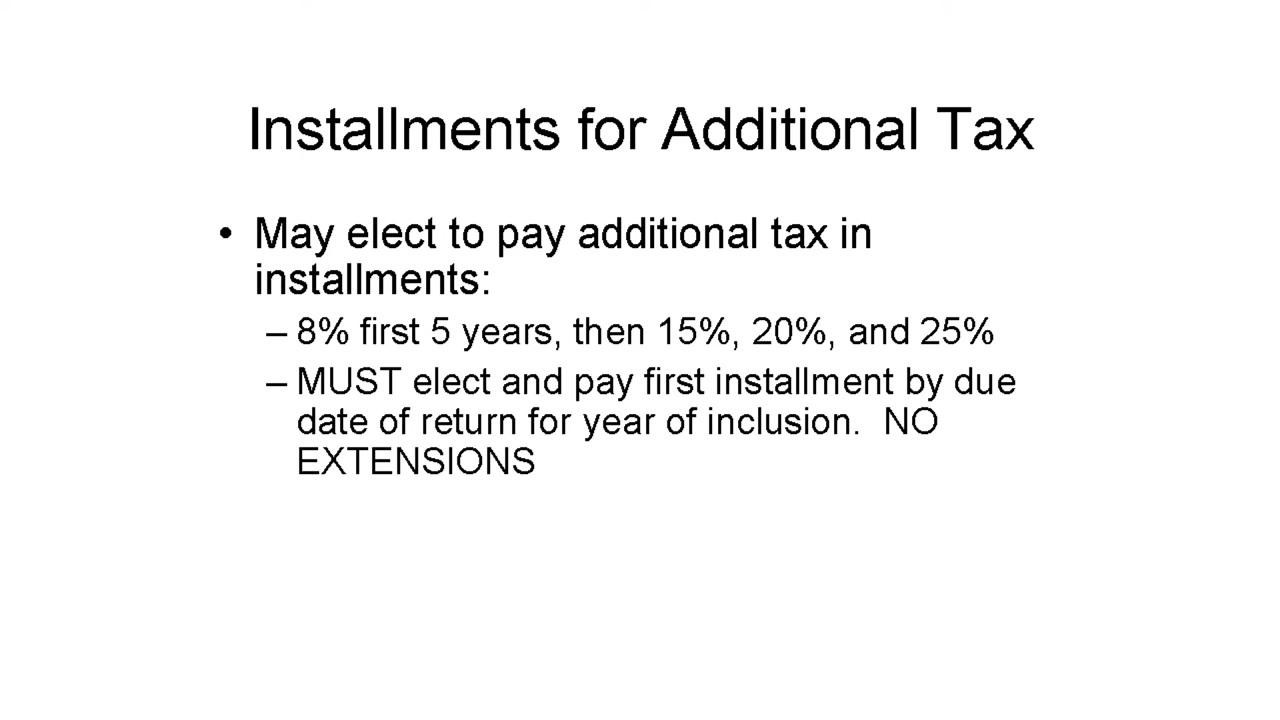 Installments for Additional Tax
• May elect to pay additional tax in
installments:
– 8% first 5 years, then 15%, 20%, and 25%
– MUST elect and pay first installment by due
date of return for year of inclusion.  NO
EXTENSIONS